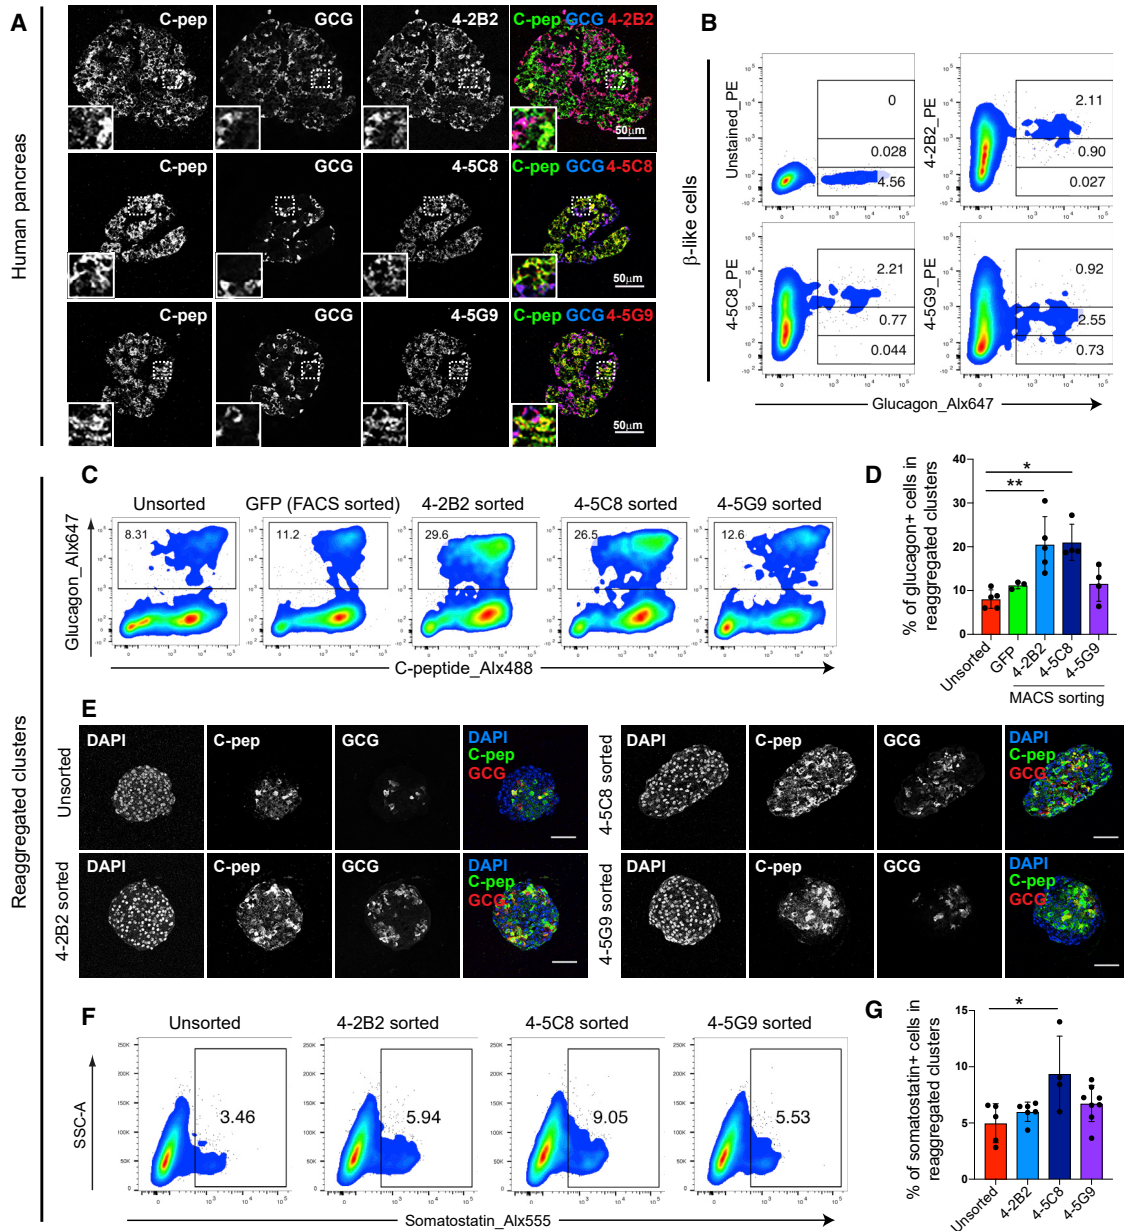 A
Human pancreas
C-pep
GCG
4-2B2
C-pep GCG 4-2B2
50μm
C-pep
GCG
4-5C8
C-pep GCG 4-5C8
50μm
C-pep
GCG
4-5G9
C-pep GCG 4-5G9
50μm
B
β-like cells
Unstained_PE
0
0.028
4.56
4-2B2_PE
2.11
0.90
0.027
4-5C8_PE
2.21
0.77
0.044
4-5G9_PE
0.92
2.55
0.73
Glucagon_Alx647
Reaggregated clusters
C
Unsorted
GFP (FACS sorted)
4-2B2 sorted
4-5C8 sorted
4-5G9 sorted
Glucagon_Alx647
8.31
11.2
29.6
26.5
12.6
C-peptide_Alx488
D
% of glucagon+ cells in
reaggregated clusters
40
30
20
10
0
*
**
Unsorted
GFP
4-2B2
4-5C8
4-5G9
MACS sorting
E
Unsorted
DAPI
C-pep
GCG
DAPI
C-pep
GCG
4-5C8 sorted
DAPI
C-pep
GCG
DAPI
C-pep
GCG
4-2B2 sorted
DAPI
C-pep
GCG
DAPI
C-pep
GCG
4-5G9 sorted
DAPI
C-pep
GCG
DAPI
C-pep
GCG
F
Unsorted
4-2B2 sorted
4-5C8 sorted
4-5G9 sorted
SSC-A
250K
200K
150K
100K
50K
0
3.46
5.94
9.05
5.53
Somatostatin_Alx555
G
% of somatostatin+ cells in
reaggregated clusters
15
10
5
0
*
Unsorted
4-2B2
4-5C8
4-5G9